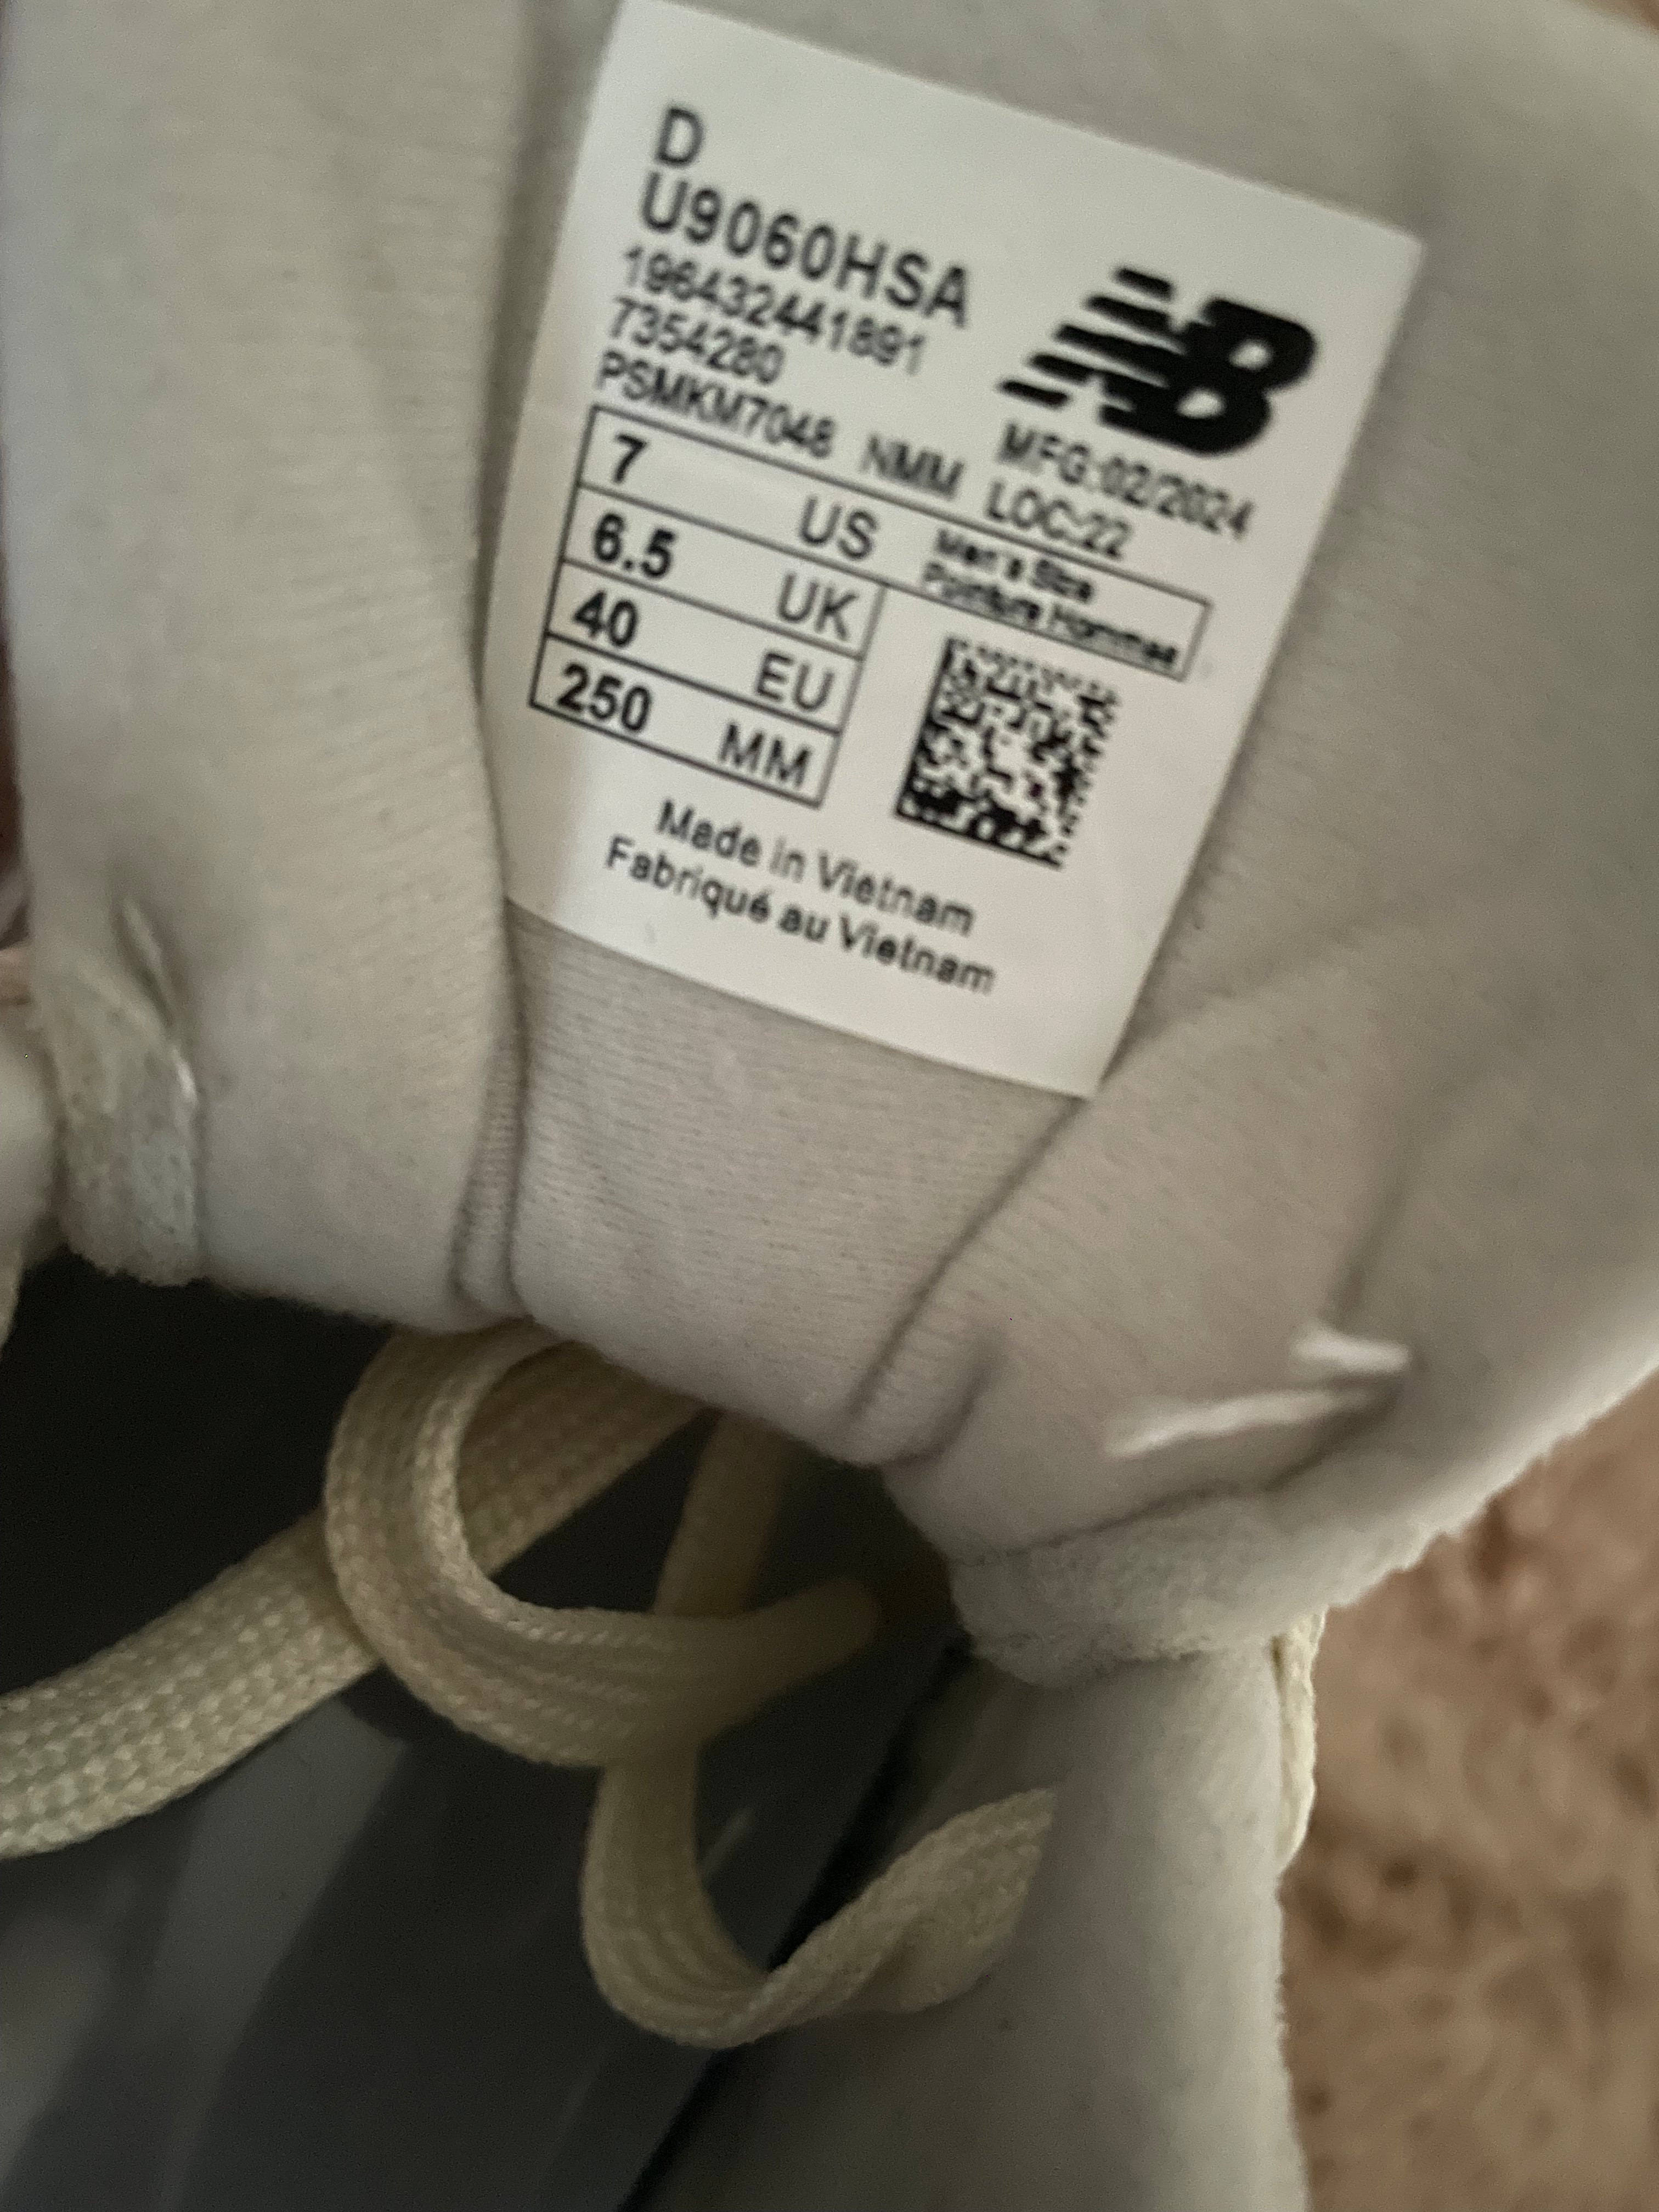 D
U9060HSA
196432441891
7354280
PSMKM7048 NMM
NB
MFG:02/2024
LOC:22
7 US
Men's Size
Pointure Hommes
6.5 UK
40 EU
250 MM
Made in Vietnam
Fabriqué au Vietnam